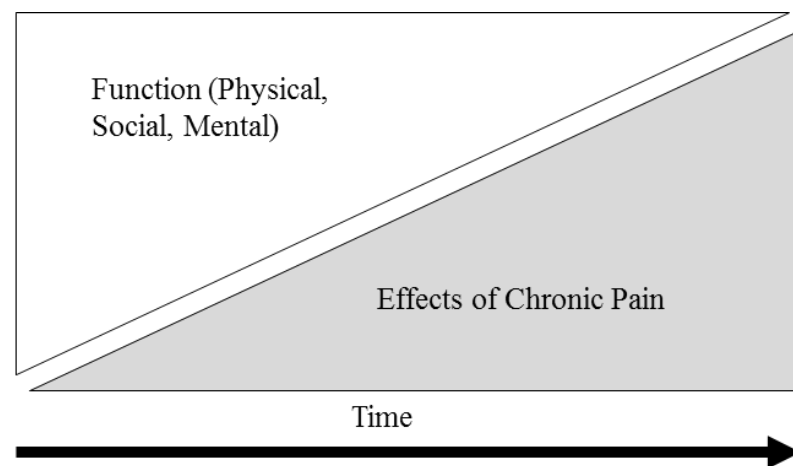 Function (Physical,
Social, Mental)
Effects of Chronic Pain
Time